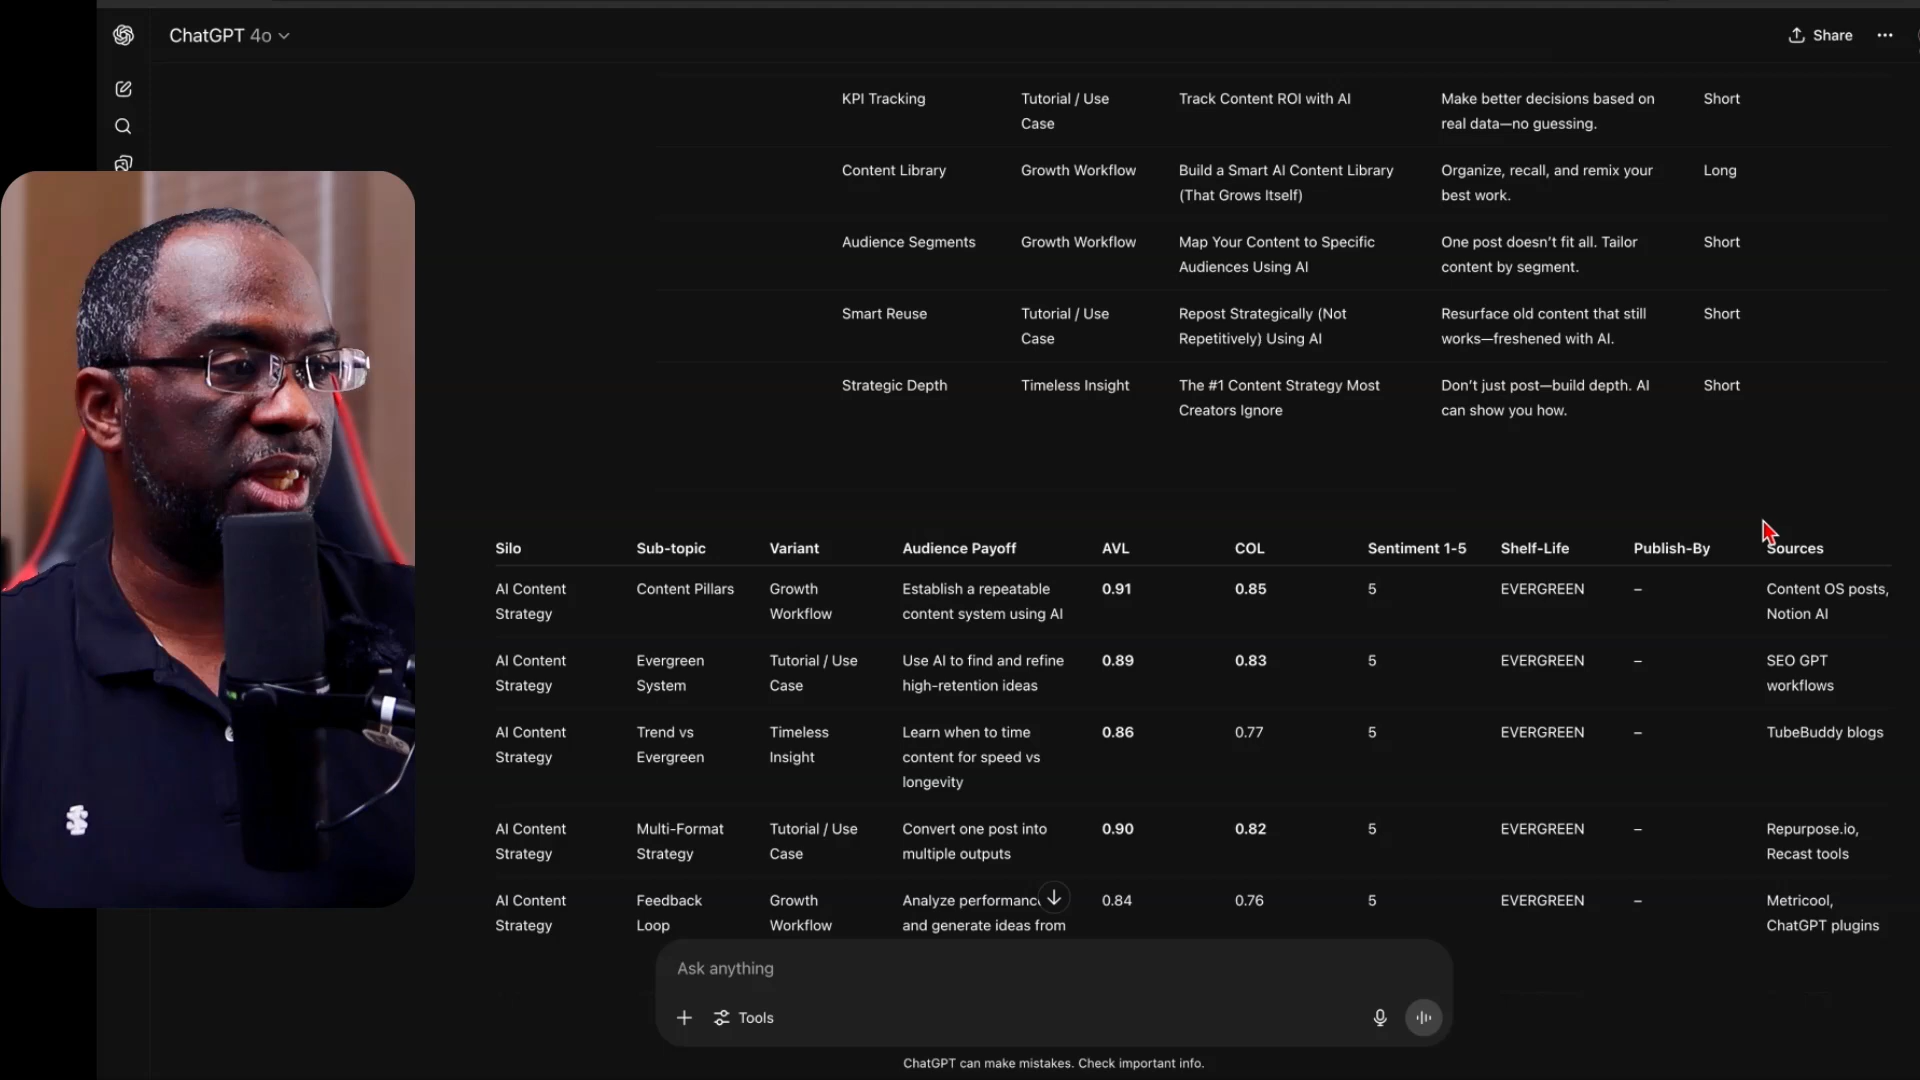 ChatGPT 4o
Share
KPI Tracking
Tutorial / Use
Case
Track Content ROI with AI
Make better decisions based on
real data—no guessing.
Short
Content Library
Growth Workflow
Build a Smart AI Content Library
(That Grows Itself)
Organize, recall, and remix your
best work.
Long
Audience Segments
Growth Workflow
Map Your Content to Specific
Audiences Using AI
One post doesn’t fit all. Tailor
content by segment.
Short
Smart Reuse
Tutorial / Use
Case
Repost Strategically (Not
Repetitively) Using AI
Resurface old content that still
works—freshened with AI.
Short
Strategic Depth
Timeless Insight
The #1 Content Strategy Most
Creators Ignore
Don’t just post—build depth. AI
can show you how.
Short
Silo
Sub-topic
Variant
Audience Payoff
AVL
COL
Sentiment 1-5
Shelf-Life
Publish-By
Sources
AI Content
Strategy
Content Pillars
Growth
Workflow
Establish a repeatable
content system using AI
0.91
0.85
5
EVERGREEN
–
Content OS posts,
Notion AI
AI Content
Strategy
Evergreen
System
Tutorial / Use
Case
Use AI to find and refine
high-retention ideas
0.89
0.83
5
EVERGREEN
–
SEO GPT
workflows
AI Content
Strategy
Trend vs
Evergreen
Timeless
Insight
Learn when to time
content for speed vs
longevity
0.86
0.77
5
EVERGREEN
–
TubeBuddy blogs
AI Content
Strategy
Multi-Format
Strategy
Tutorial / Use
Case
Convert one post into
multiple outputs
0.90
0.82
5
EVERGREEN
–
Repurpose.io,
Recast tools
AI Content
Strategy
Feedback
Loop
Growth
Workflow
Analyze performance
and generate ideas from
0.84
0.76
5
EVERGREEN
–
Metricool,
ChatGPT plugins
Ask anything
Tools
ChatGPT can make mistakes. Check important info.